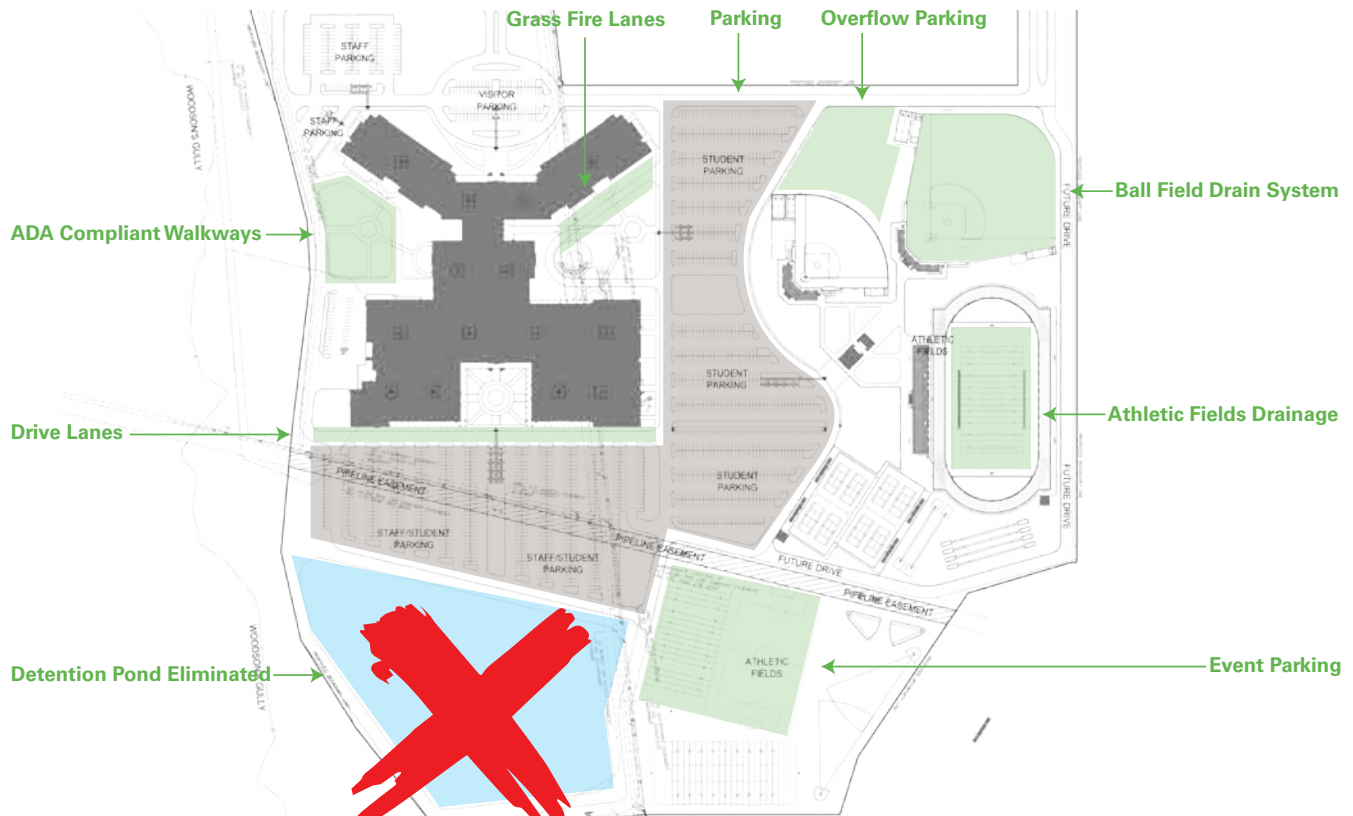 Grass Fire Lanes
Parking
Overflow Parking
STAFF
PARKING
VISITOR
PARKING
STAFF
PARKING
WOODSON'S GULLY
STUDENT
PARKING
FUTURE DRIVE
Ball Field Drain System
ADA Compliant Walkways
ATHLETIC
FIELDS
STUDENT
PARKING
Athletic Fields Drainage
Drive Lanes
PIPELINE EASEMENT
STUDENT
PARKING
FUTURE DRIVE
STAFF/STUDENT
PARKING
STAFF/STUDENT
PARKING
PIPELINE EASEMENT
FUTURE DRIVE
PIPELINE EASEMENT
WOODSON'S GULLY
Detention Pond Eliminated
ATHLETIC
FIELDS
Event Parking